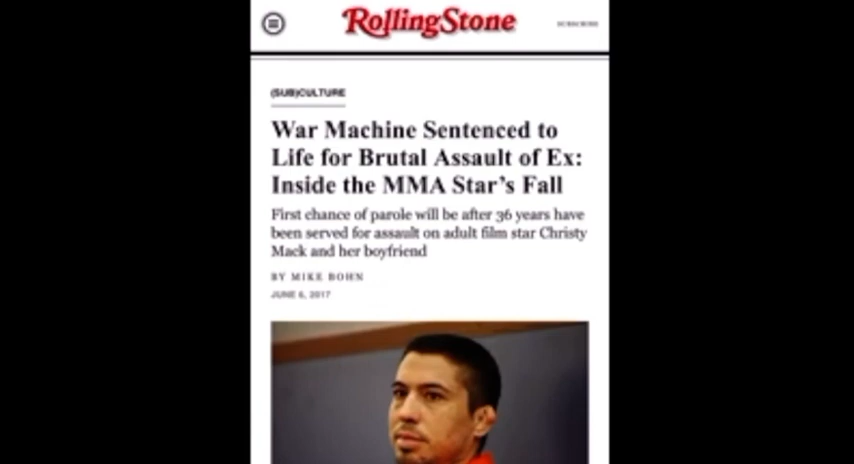 RollingStone
SUBSCRIBE
(SUB)CULTURE
War Machine Sentenced to
Life for Brutal Assault of Ex:
Inside the MMA Star's Fall
First chance of parole will be after 36 years have
been served for assault on adult film star Christy
Mack and her boyfriend
BY MIKE BOHN
JUNE 6, 2017